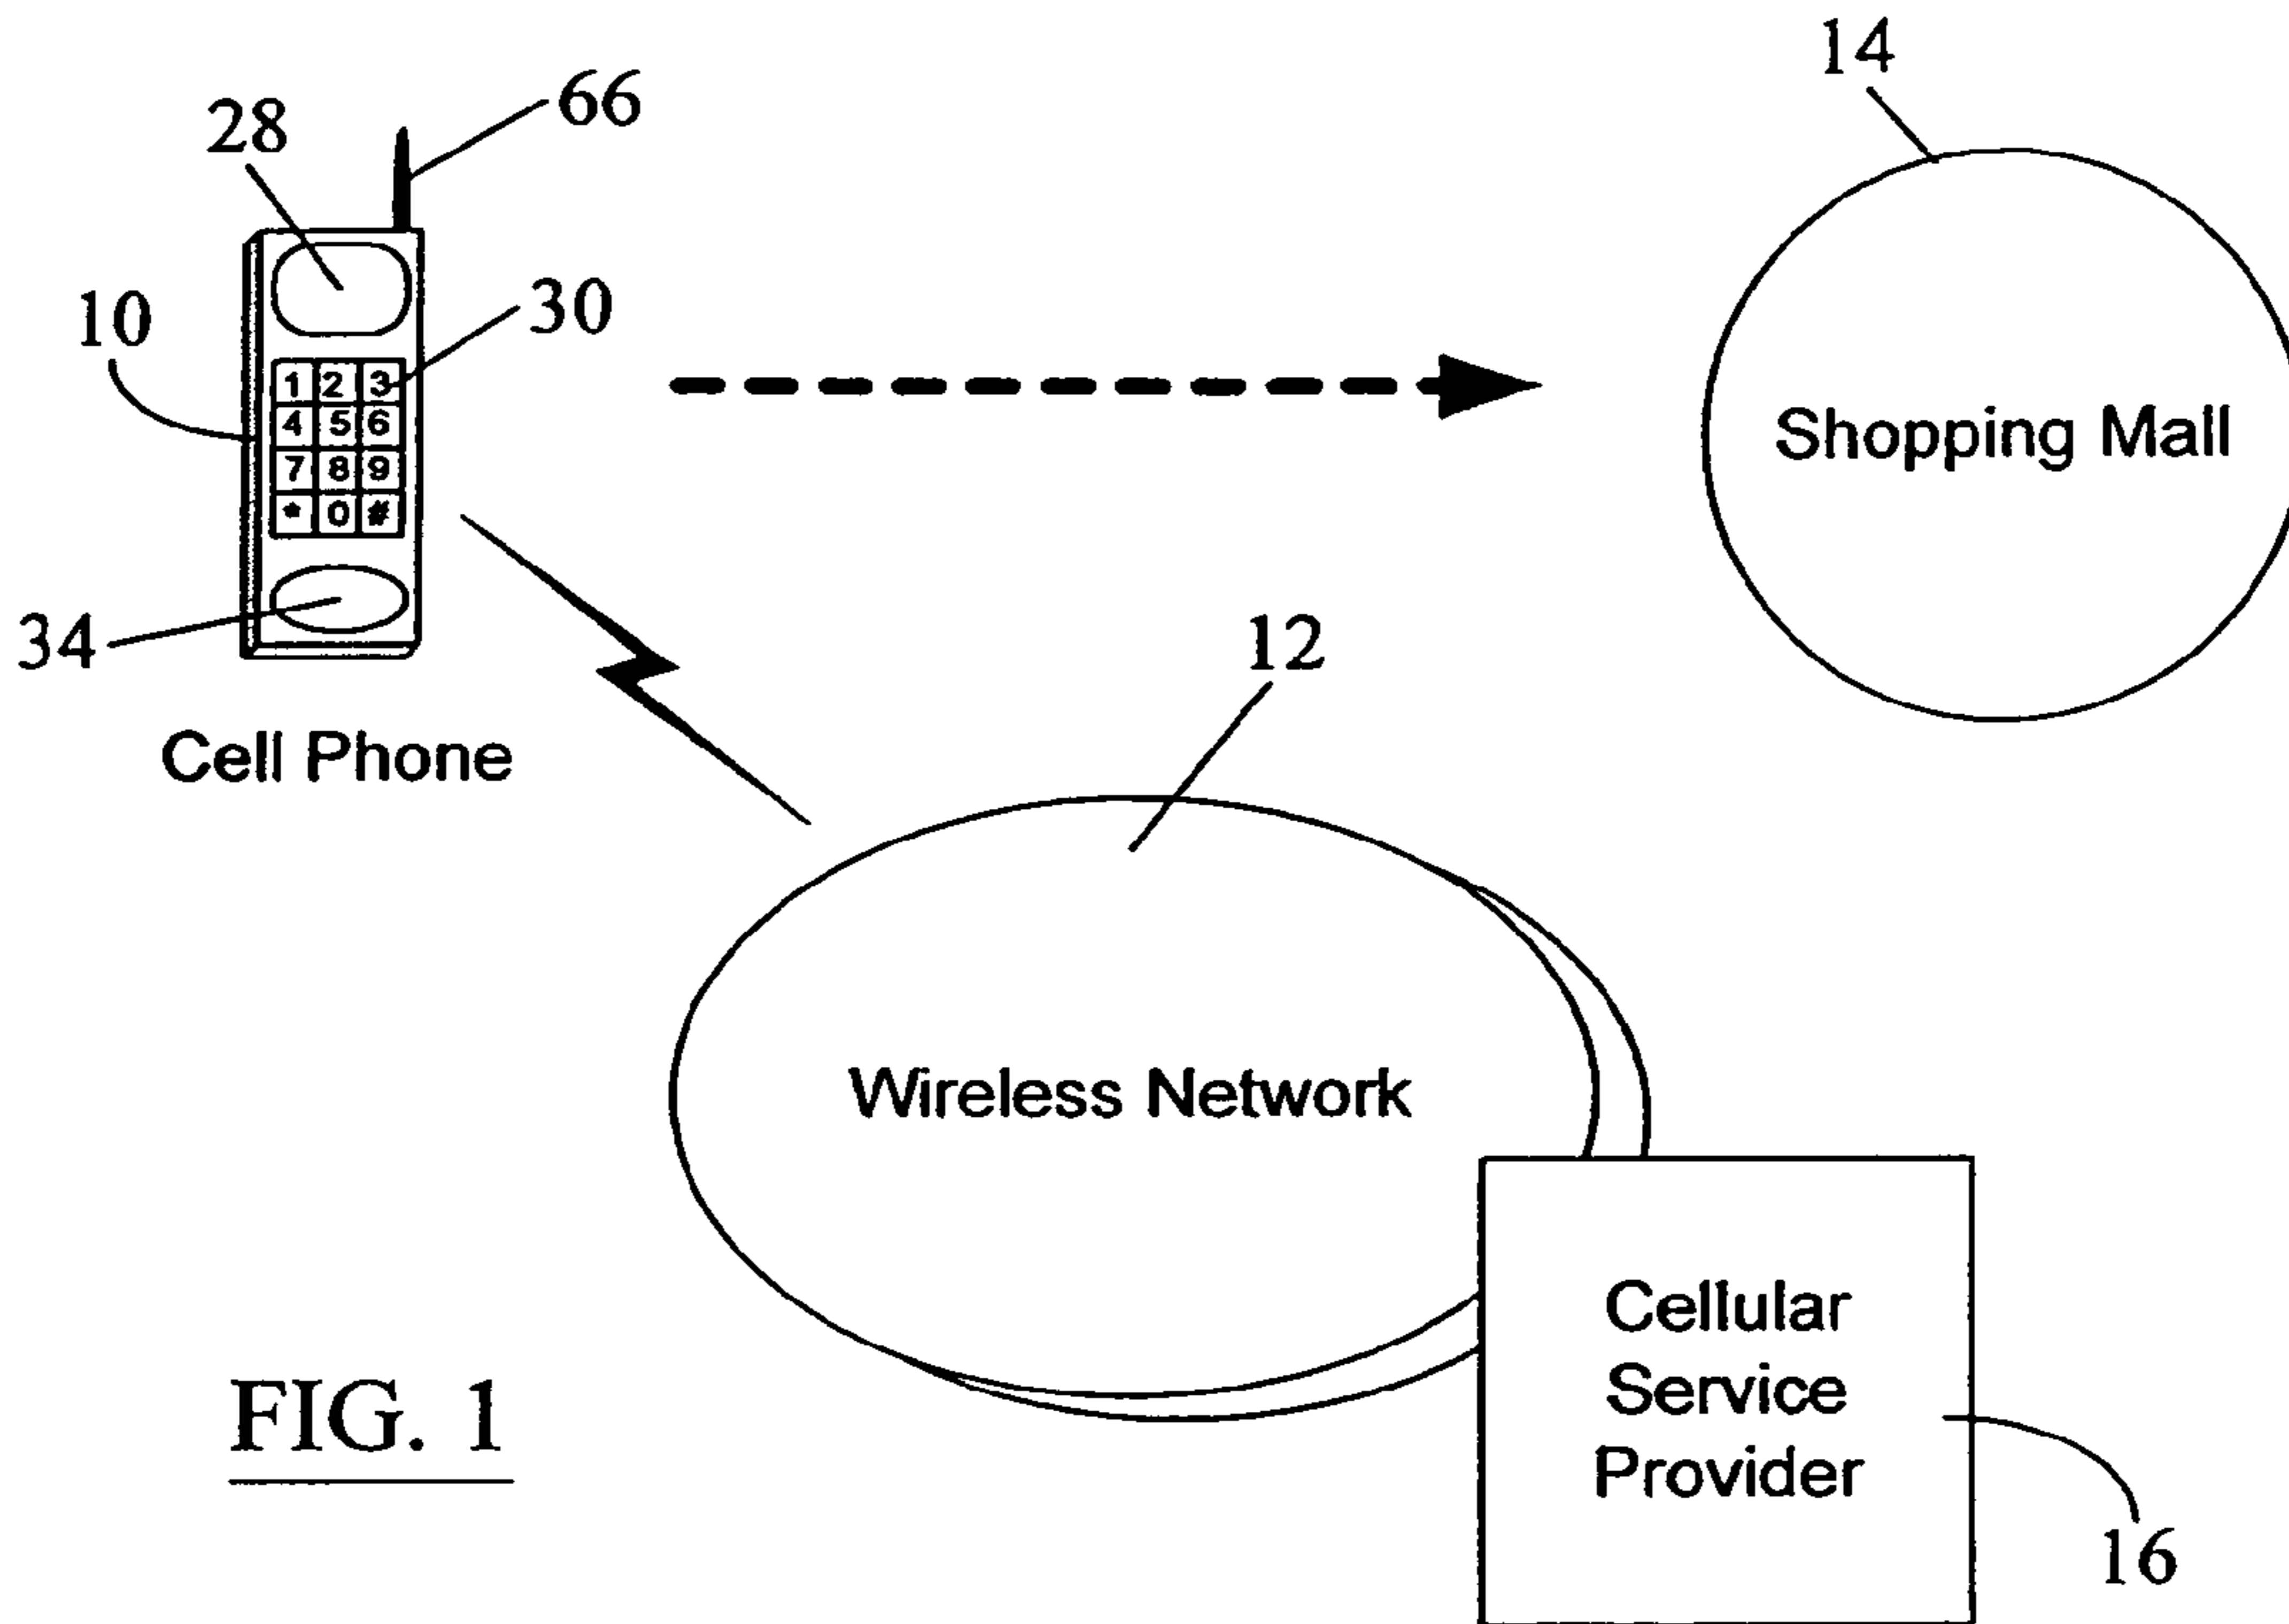 14
66
28
30
10
1 2 3
4 5 6
7 8 9
* 0 #
Shopping Mall
34
12
Cell Phone
Wireless Network
Cellular
Service
Provider
FIG. 1
16